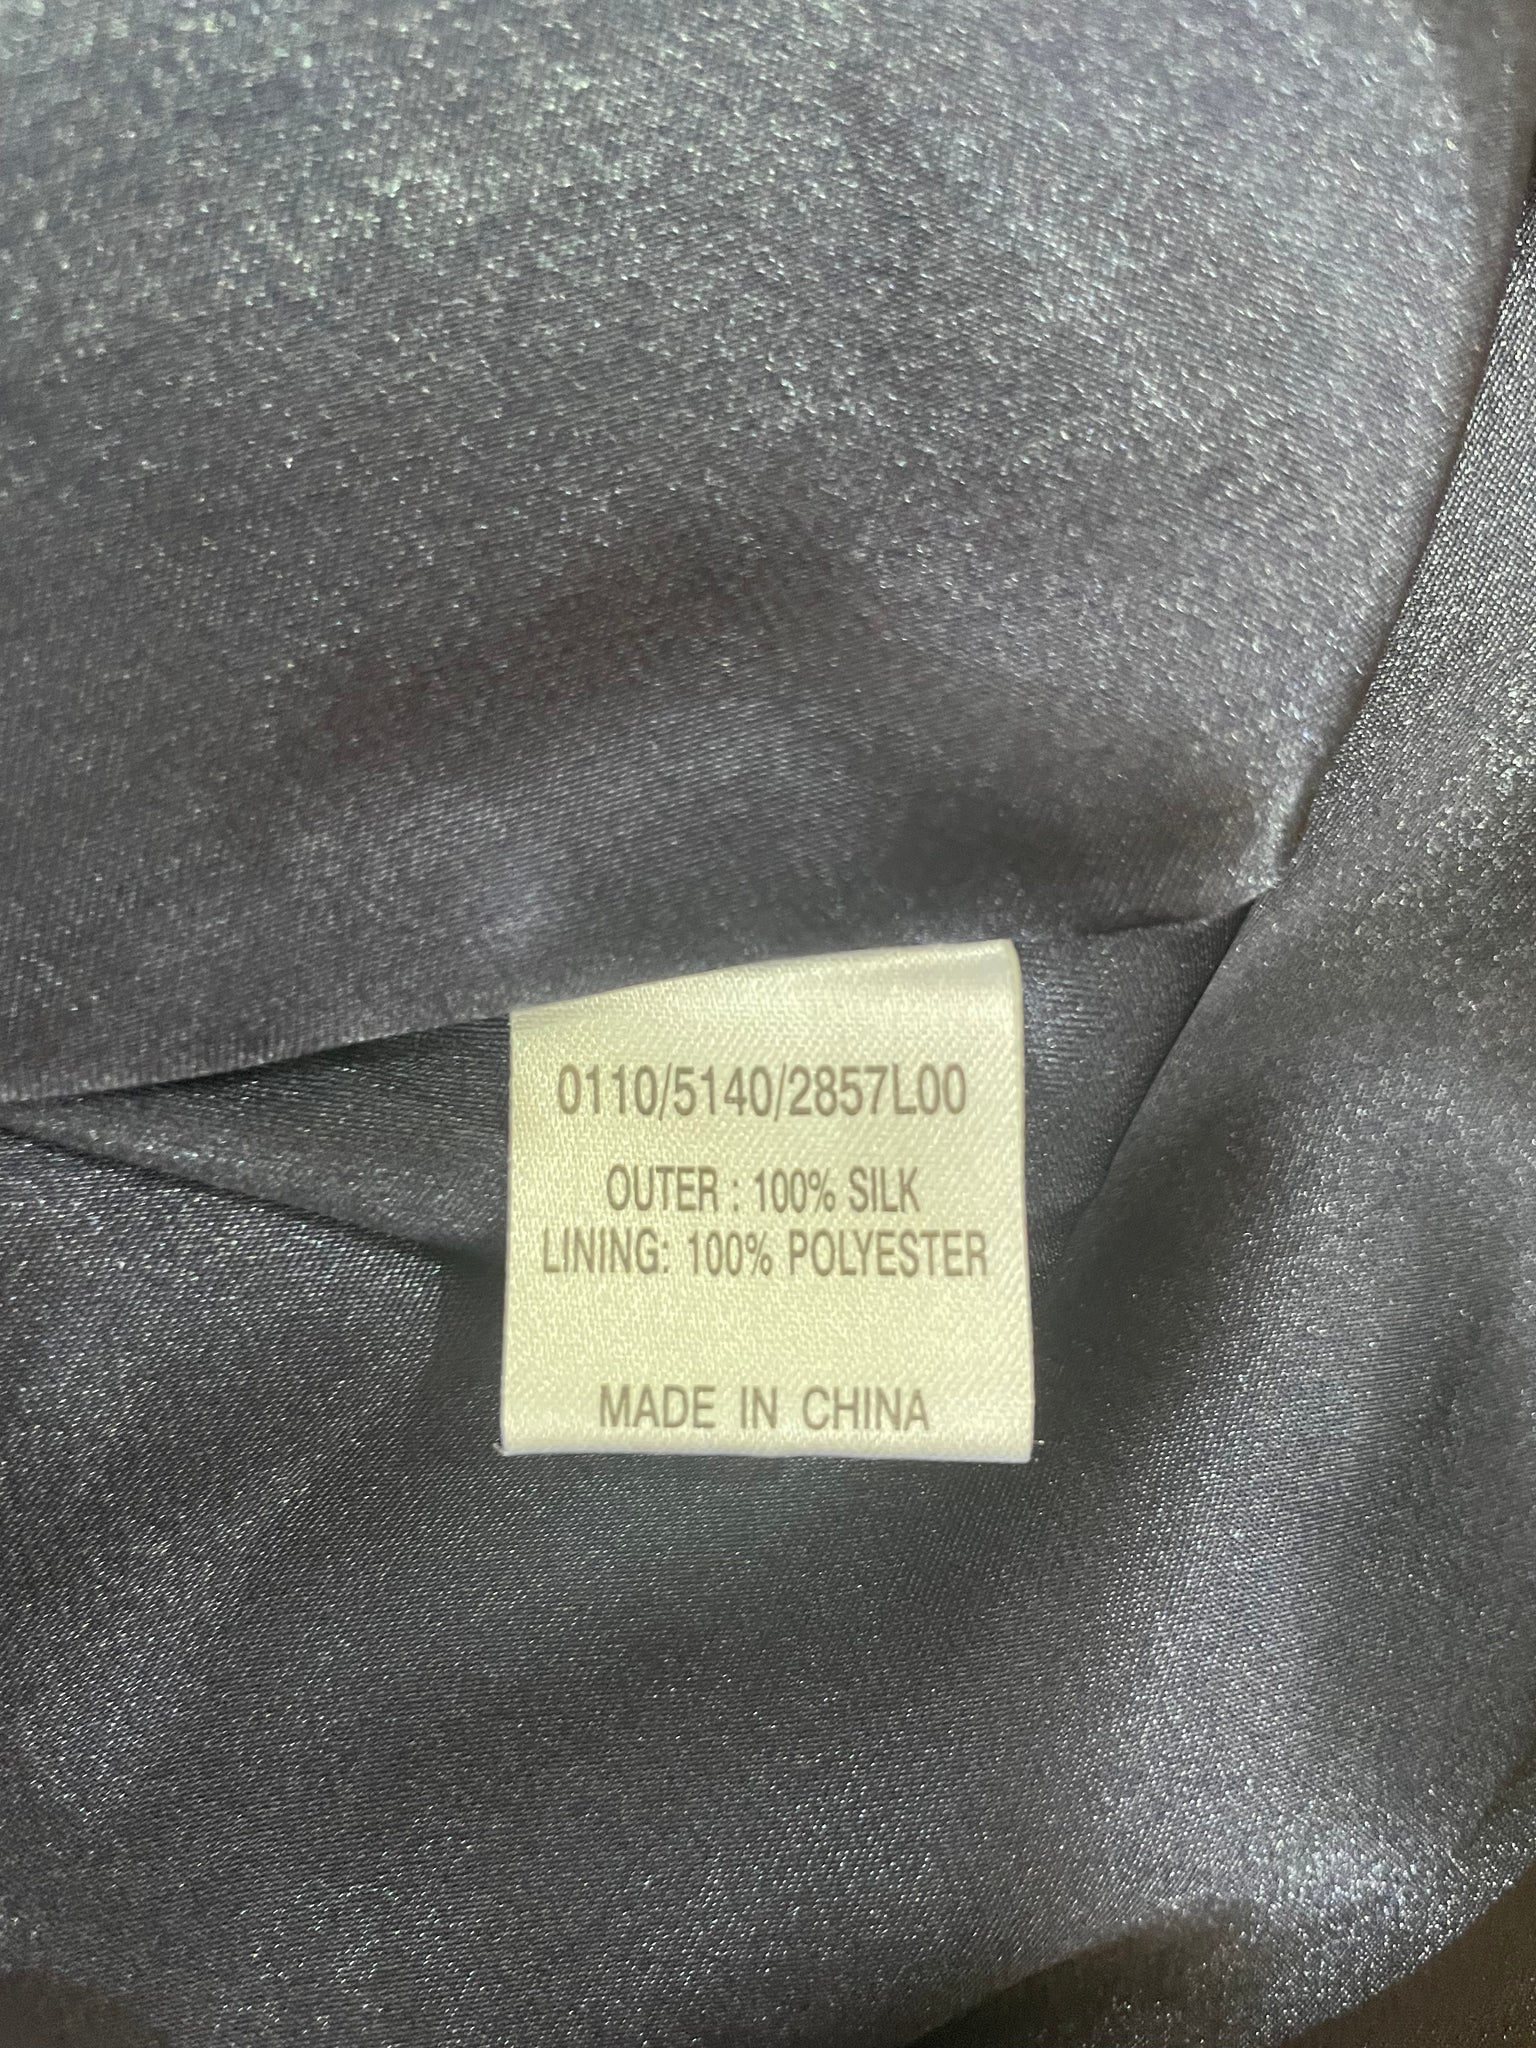 0110/5140/2857L00
OUTER : 100% SILK
LINING: 100% POLYESTER
MADE IN CHINA